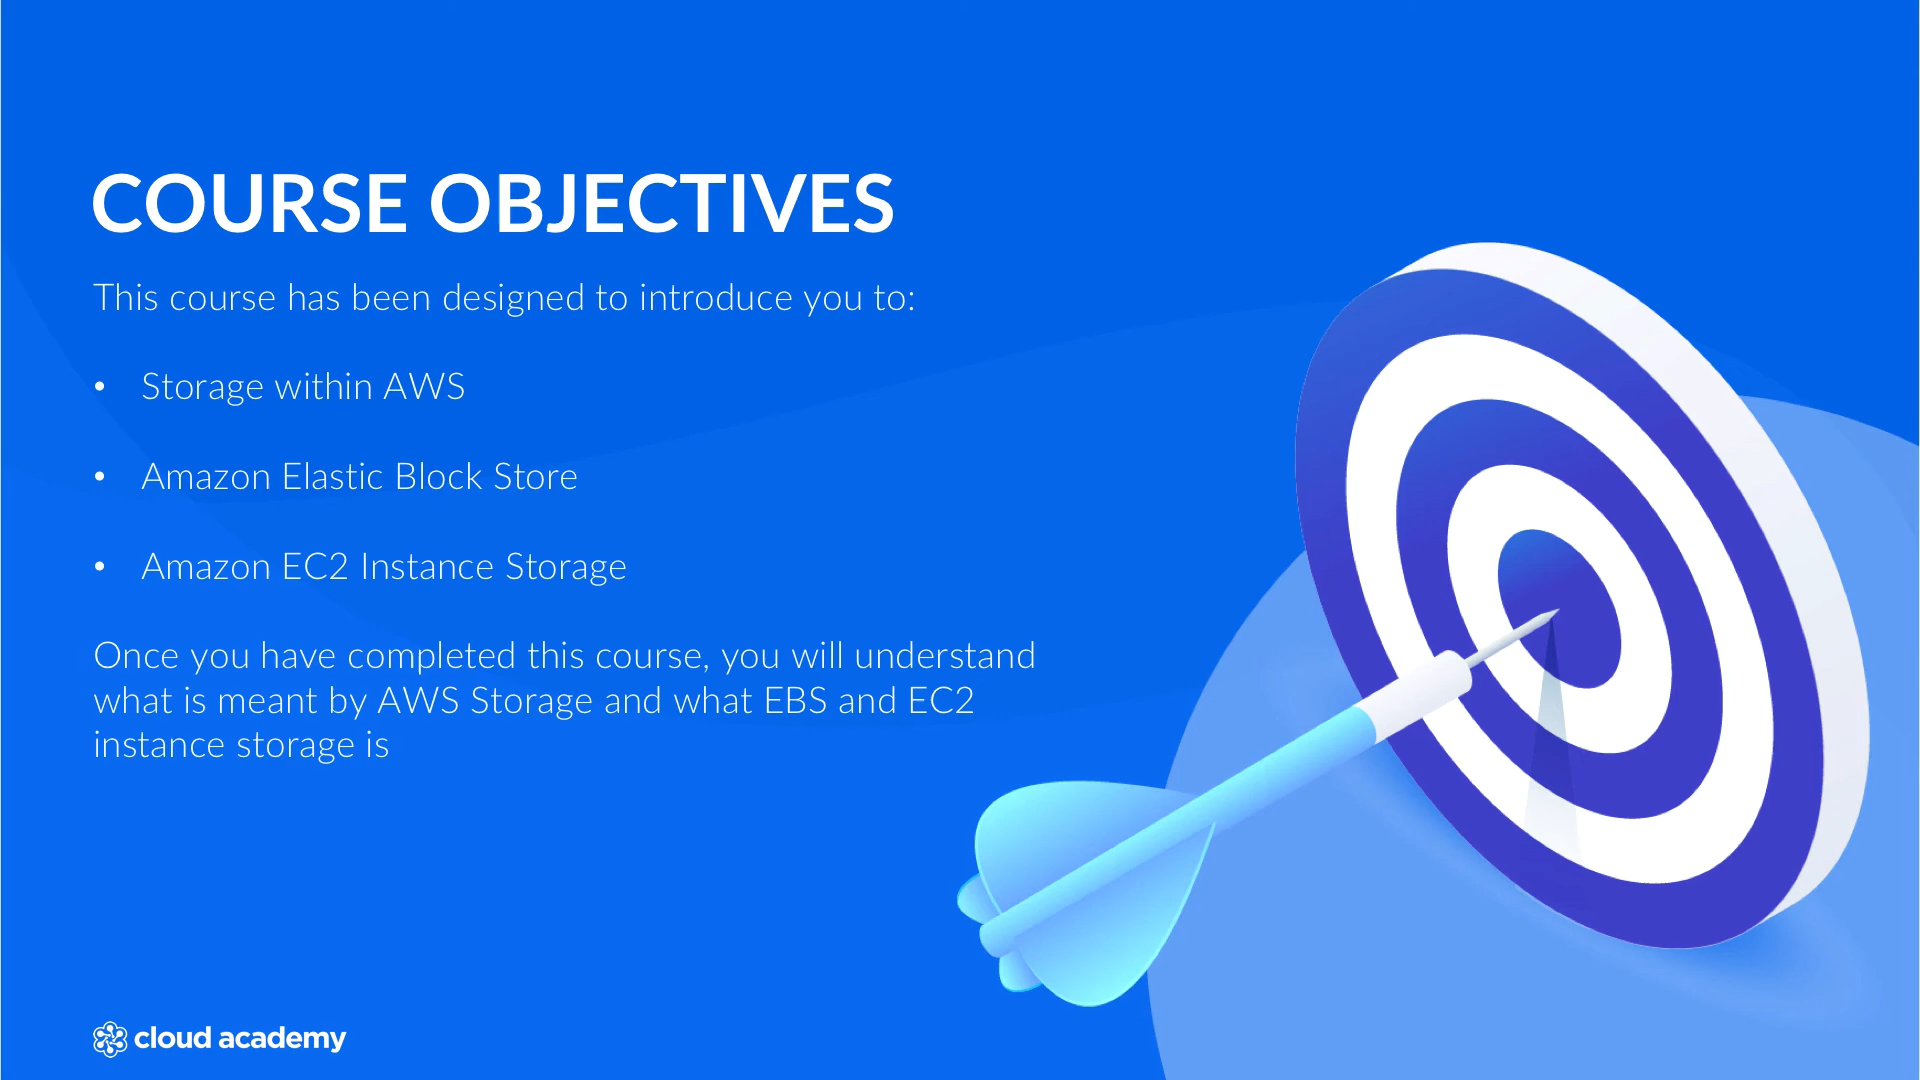 COURSE OBJECTIVES
This course has been designed to introduce you to:
• Storage within AWS
• Amazon Elastic Block Store
• Amazon EC2 Instance Storage
Once you have completed this course, you will understand
what is meant by AWS Storage and what EBS and EC2
instance storage is
cloud academy